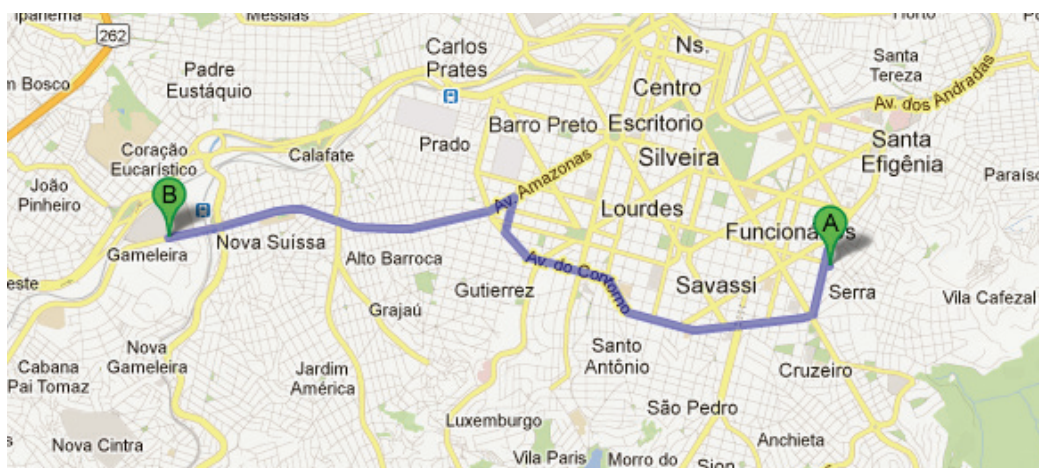 Ipanema
Messias
Horto
262
Carlos
Prates
Ns.
Santa
Tereza
Padre
Eustáquio
m Bosco
Centro
Av. dos Andradas
Barro Preto
Escritorio
Santa
Efigênia
Prado
Coração
Eucarístico
Calafate
Silveira
João
Pinheiro
Av. Amazonas
Paraíso
B
Lourdes
A
Funcionários
Nova Suíssa
Gameleira
Alto Barroca
Av. do Contorno
este
Gutierrez
Savassi
Serra
Vila Cafezal
Grajaú
Nova
Gameleira
Santo
Antônio
Cabana
Pai Tomaz
Jardim
América
Cruzeiro
São Pedro
Luxemburgo
Nova Cintra
Anchieta
Vila Paris
Morro do
Sion